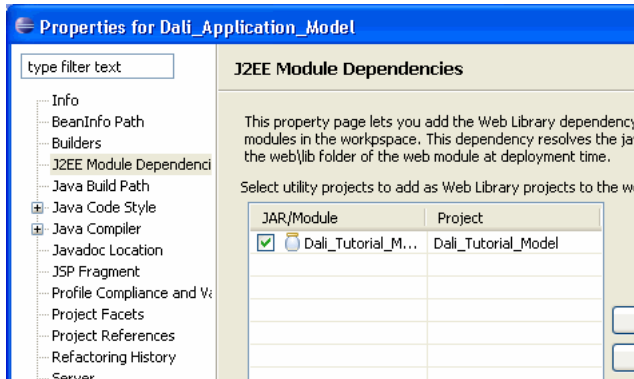 Properties for Dali_Application_Model
type filter text
Info
BeanInfo Path
Builders
J2EE Module Dependenci
Java Build Path
Java Code Style
Java Compiler
Javadoc Location
JSP Fragment
Profile Compliance and Va
Project Facets
Project References
Refactoring History
Server
J2EE Module Dependencies
This property page lets you add the Web Library dependency
modules in the workpspace. This dependency resolves the ja
the web\lib folder of the web module at deployment time.
Select utility projects to add as Web Library projects to the w
JAR/Module Project
Dali_Tutorial_M... Dali_Tutorial_Model